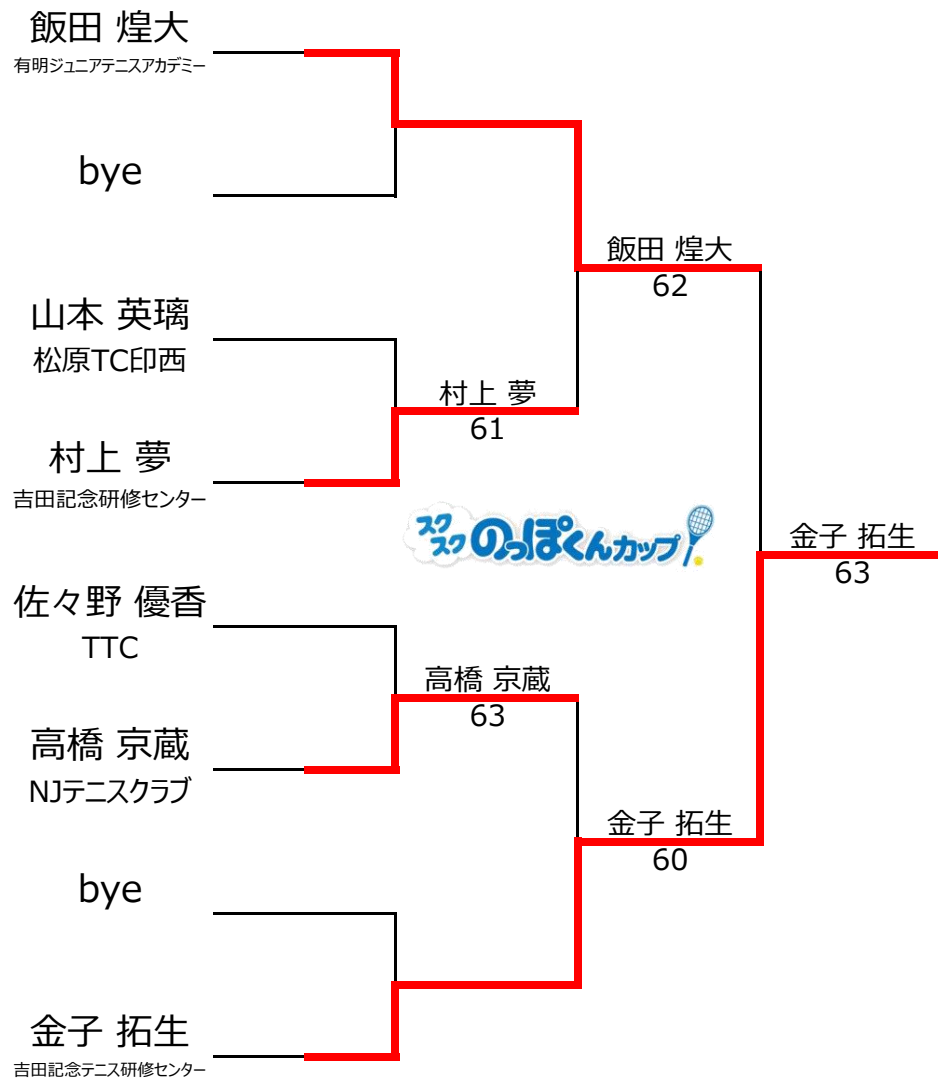 飯田 煌大
有明ジュニアテニスアカデミー
bye
飯田 煌大
62
山本 英璃
松原TC印西
村上 夢
61
村上 夢
吉田記念研修センター
スクスク のっぽくんカップ
金子 拓生
63
佐々野 優香
TTC
高橋 京蔵
63
高橋 京蔵
NJテニスクラブ
金子 拓生
60
bye
金子 拓生
吉田記念テニス研修センター